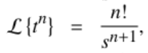 ℒ{tⁿ} = n!/sⁿ⁺¹,